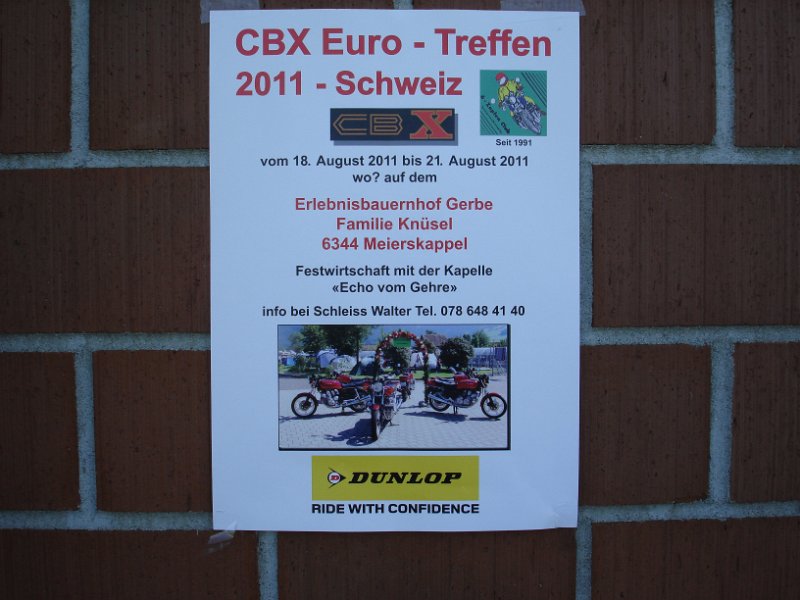 CBX Euro - Treffen
2011 - Schweiz
CBX
Seit 1991
vom 18. August 2011 bis 21. August 2011
wo? auf dem
Erlebnisbauernhof Gerbe
Familie Knüsel
6344 Meierskappel
Festwirtschaft mit der Kapelle
«Echo vom Gehre»
info bei Schleiss Walter Tel. 078 648 41 40
DUNLOP
RIDE WITH CONFIDENCE